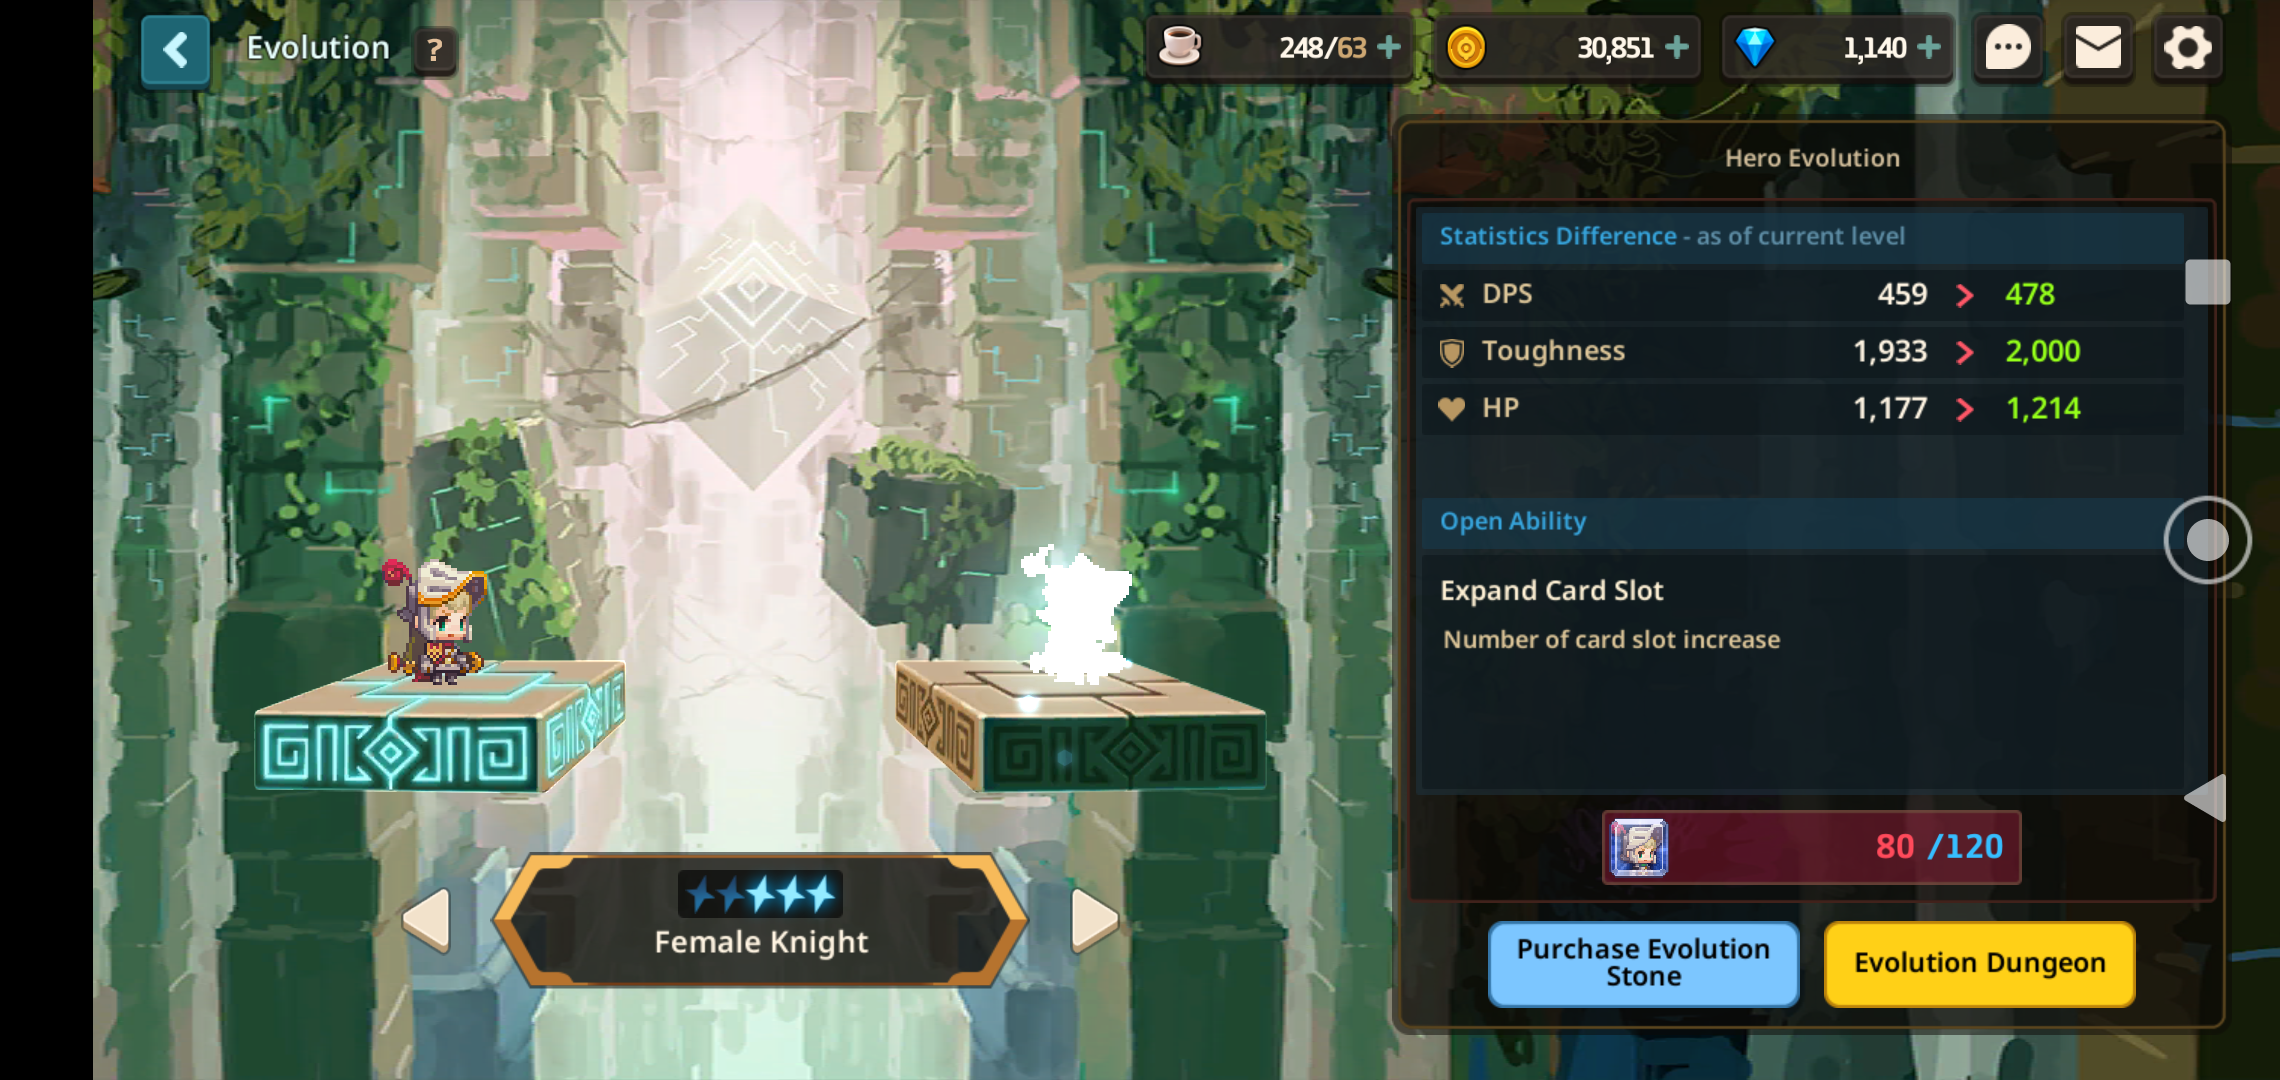 Evolution
?
248/63
30,851
1,140
Hero Evolution
Statistics Difference - as of current level
DPS 459 > 478
Toughness 1,933 > 2,000
HP 1,177 > 1,214
Open Ability
Expand Card Slot
Number of card slot increase
80 /120
Female Knight
Purchase Evolution
Stone
Evolution Dungeon